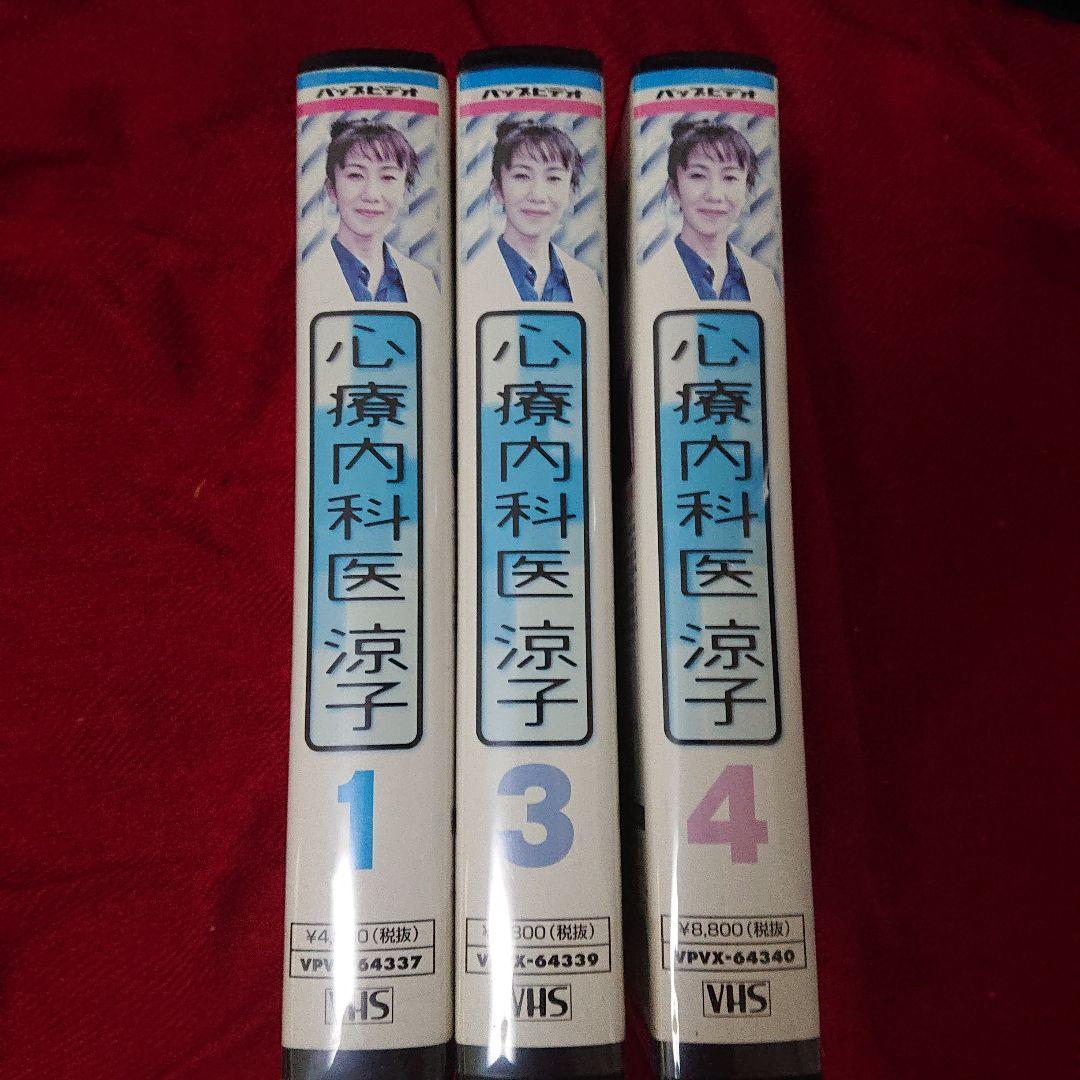 バップビデオ
心療内科医 涼子
1
(税抜)
64337
VHS
バップビデオ
心療内科医 涼子
3
800(税抜)
X-64339
VHS
バップビデオ
心療内科医 涼子
4
¥8,800(税抜)
VPVX-64340
VHS